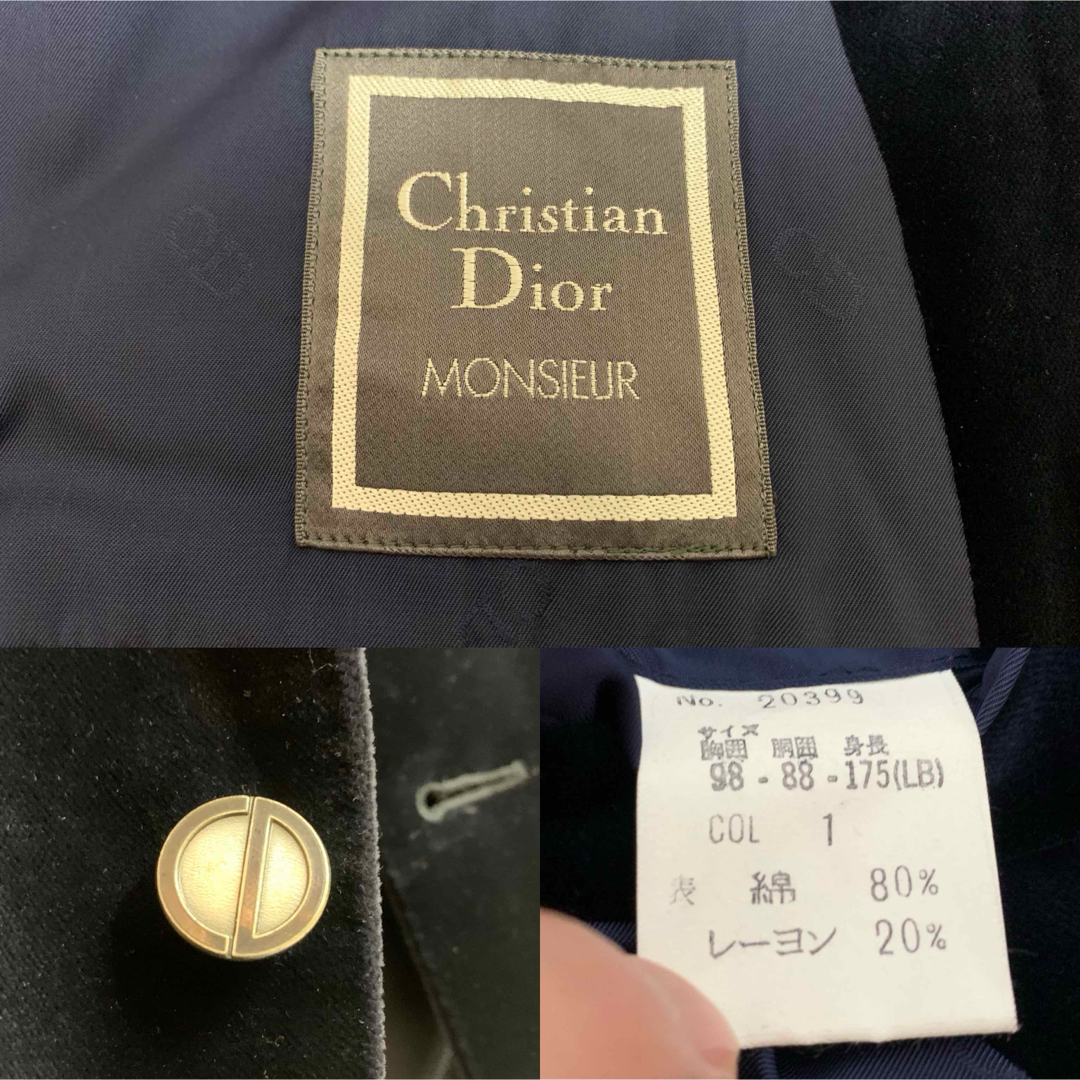 Christian
Dior
MONSIEUR
No. 20399
サイズ
胸囲 胴囲 身長
98 - 88 - 175(LB)
COL 1
表 綿 80%
レーヨン 20%